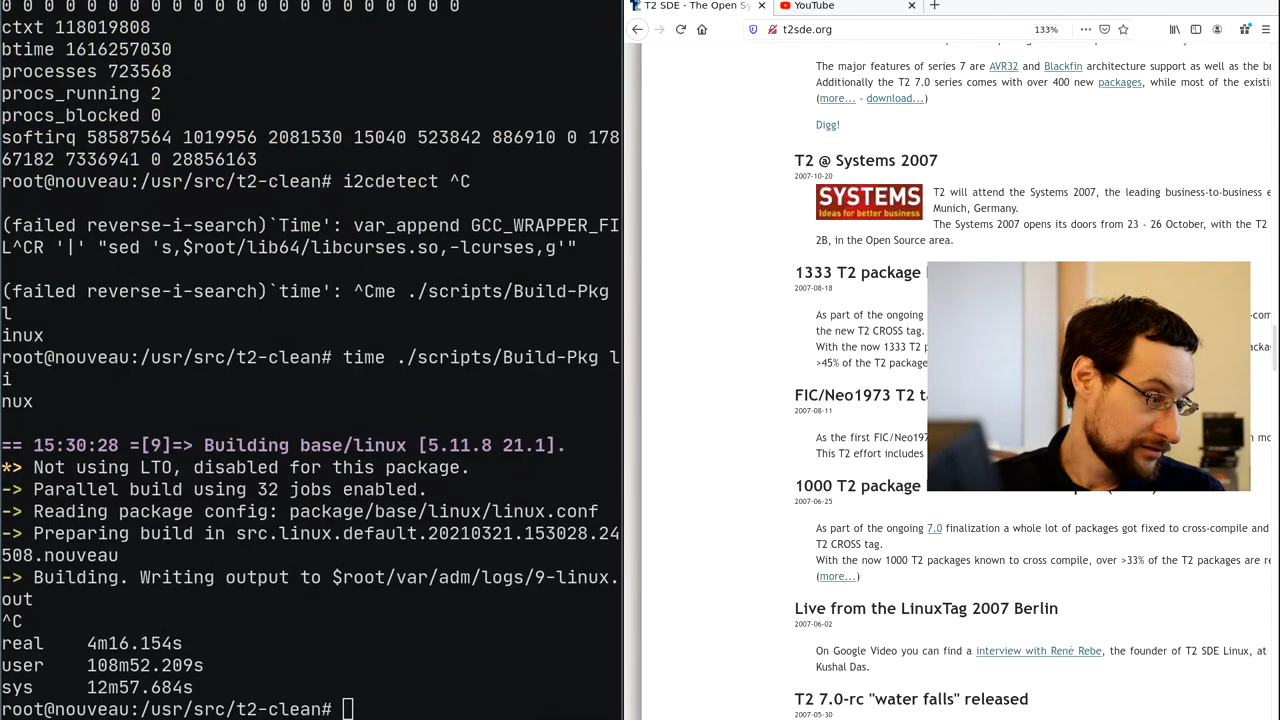 0 0 0 0 0 0 0 0 0 0 0 0 0 0 0 0 0 0 0 0 0 0
ctxt 118019808
btime 1616257030
processes 723568
procs_running 2
procs_blocked 0
softirq 58587564 1019956 2081530 15040 523842 886910 0 178
67182 7336941 0 28856163
root@nouveau:/usr/src/t2-clean# i2cdetect ^C
(failed reverse-i-search)`Time': var_append GCC_WRAPPER_FI
L^CR '|' "sed 's,$root/lib64/libcurses.so,-lcurses,g'"
(failed reverse-i-search)`time': ^Cme ./scripts/Build-Pkg
l
inux
root@nouveau:/usr/src/t2-clean# time ./scripts/Build-Pkg l
i
nux
== 15:30:28 =[9]=> Building base/linux [5.11.8 21.1].
*> Not using LTO, disabled for this package.
-> Parallel build using 32 jobs enabled.
-> Reading package config: package/base/linux/linux.conf
-> Preparing build in src.linux.default.20210321.153028.24
508.nouveau
-> Building. Writing output to $root/var/adm/logs/9-linux.
out
^C
real 4m16.154s
user 108m52.209s
sys 12m57.684s
root@nouveau:/usr/src/t2-clean#
T2 SDE - The Open Sy
YouTube
t2sde.org
133%
The major features of series 7 are AVR32 and Blackfin architecture support as well as the
Additionally the T2 7.0 series comes with over 400 new packages, while most of the
(more... - download...)
Digg!
T2 @ Systems 2007
2007-10-20
SYSTEMS
Ideas for better business
T2 will attend the Systems 2007, the leading business-to-business
Munich, Germany.
The Systems 2007 opens its doors from 23 - 26 October, with the T2
2B, in the Open Source area.
1333 T2 package
2007-08-18
As part of the ongoing
the new T2 CROSS tag.
With the now 1333 T2
>45% of the T2 package
FIC/Neo1973 T2
2007-08-11
As the first FIC/Neo197
This T2 effort includes
1000 T2 package
2007-06-25
As part of the ongoing 7.0 finalization a whole lot of packages got fixed to cross-compile and
T2 CROSS tag.
With the now 1000 T2 packages known to cross compile, over >33% of the T2 packages are
(more...)
Live from the LinuxTag 2007 Berlin
2007-06-02
On Google Video you can find a interview with René Rebe, the founder of T2 SDE Linux, at
Kushal Das.
T2 7.0-rc "water falls" released
2007-05-30